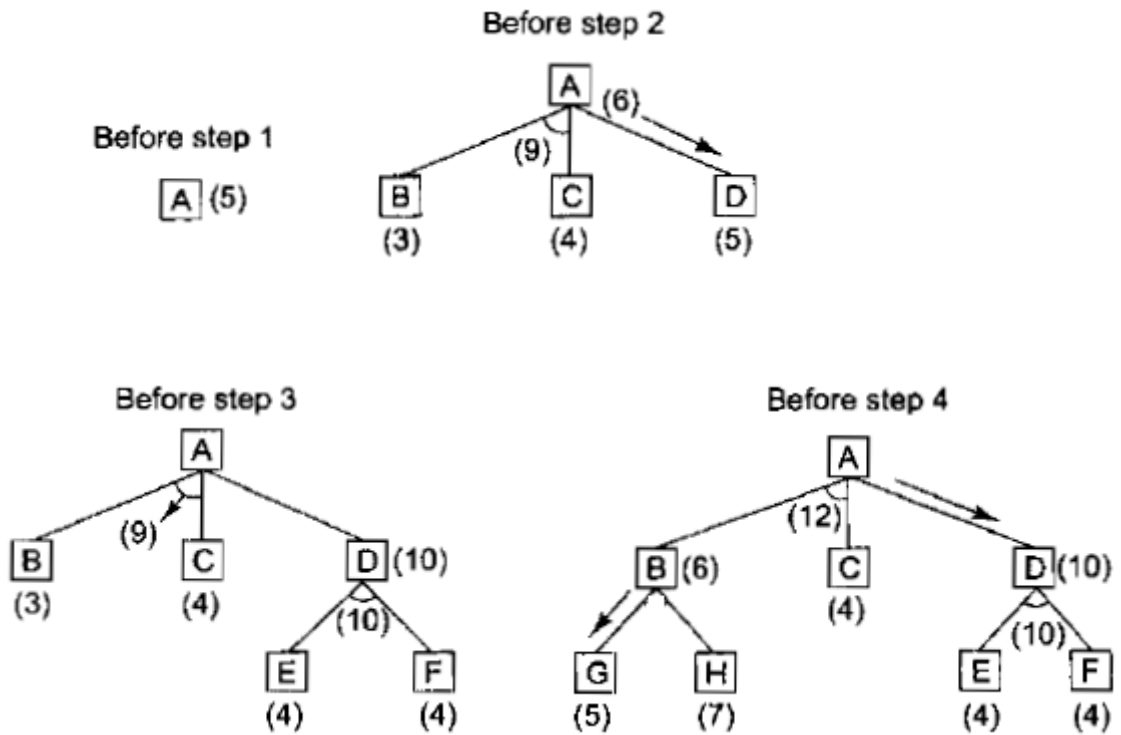 Before step 2
A
(6)
Before step 1
(9)
A (5)
B
C
D
(3)
(4)
(5)
Before step 3
Before step 4
A
A
(9)
(12)
B
C
D (10)
B (6)
C
D (10)
(3)
(4)
(10)
(4)
(10)
E
F
G
H
E
F
(4)
(4)
(5)
(7)
(4)
(4)